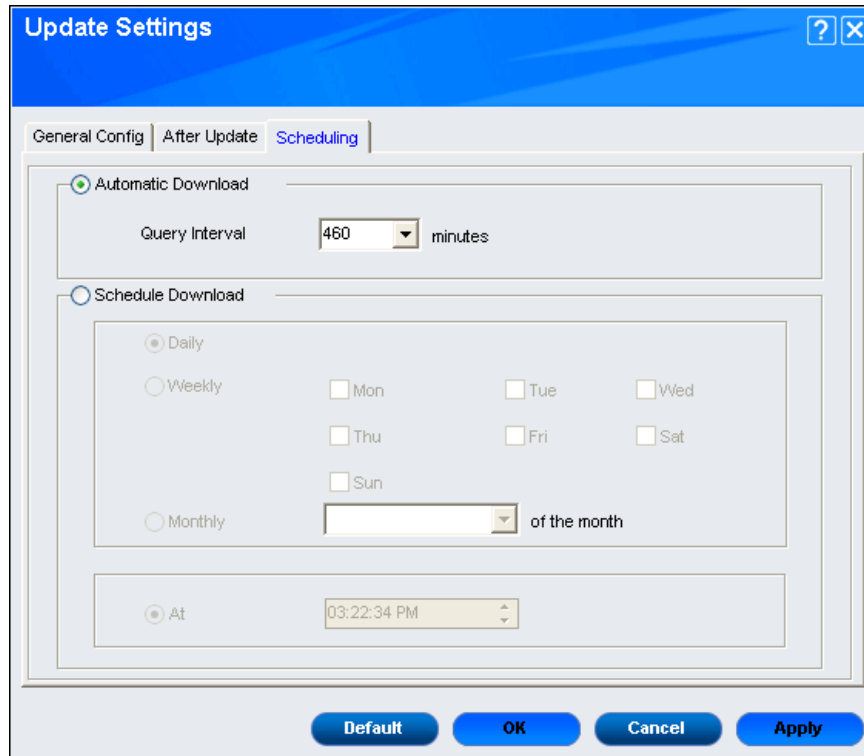 Update Settings
?
General Config
After Update
Scheduling
Automatic Download
Query Interval 460 minutes
Schedule Download
Daily
Weekly Mon Tue Wed
Thu Fri Sat
Sun
Monthly of the month
At 03:22:34 PM
Default OK Cancel Apply